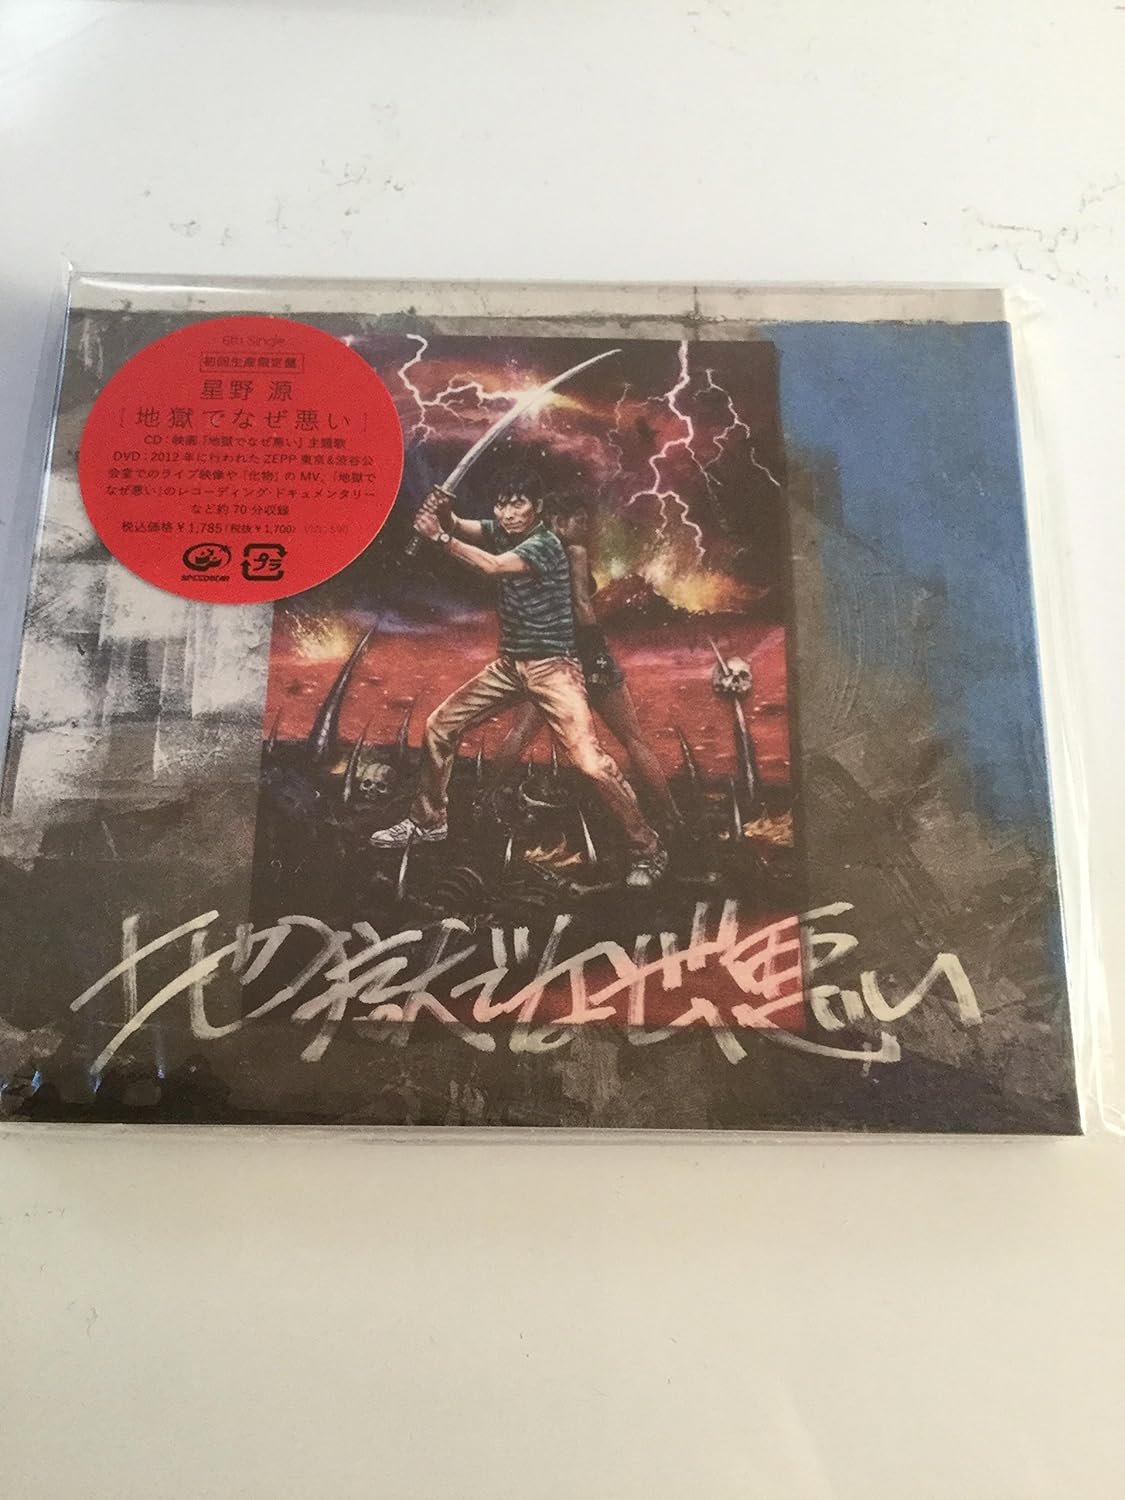 6th Single
初回生産限定盤
星野 源
[地獄でなぜ悪い]
CD：映画『地獄でなぜ悪い』主題歌
DVD：2012年に行われたZEPP東京&渋谷公
会堂でのライブ映像や『化物』のMV、『地獄で
なぜ悪い』のレコーディング・ドキュメンタリー
など約70分収録
税込価格￥1,785（税抜￥1,700）
SPEEDSTAR
プラ
地獄でなぜ悪い